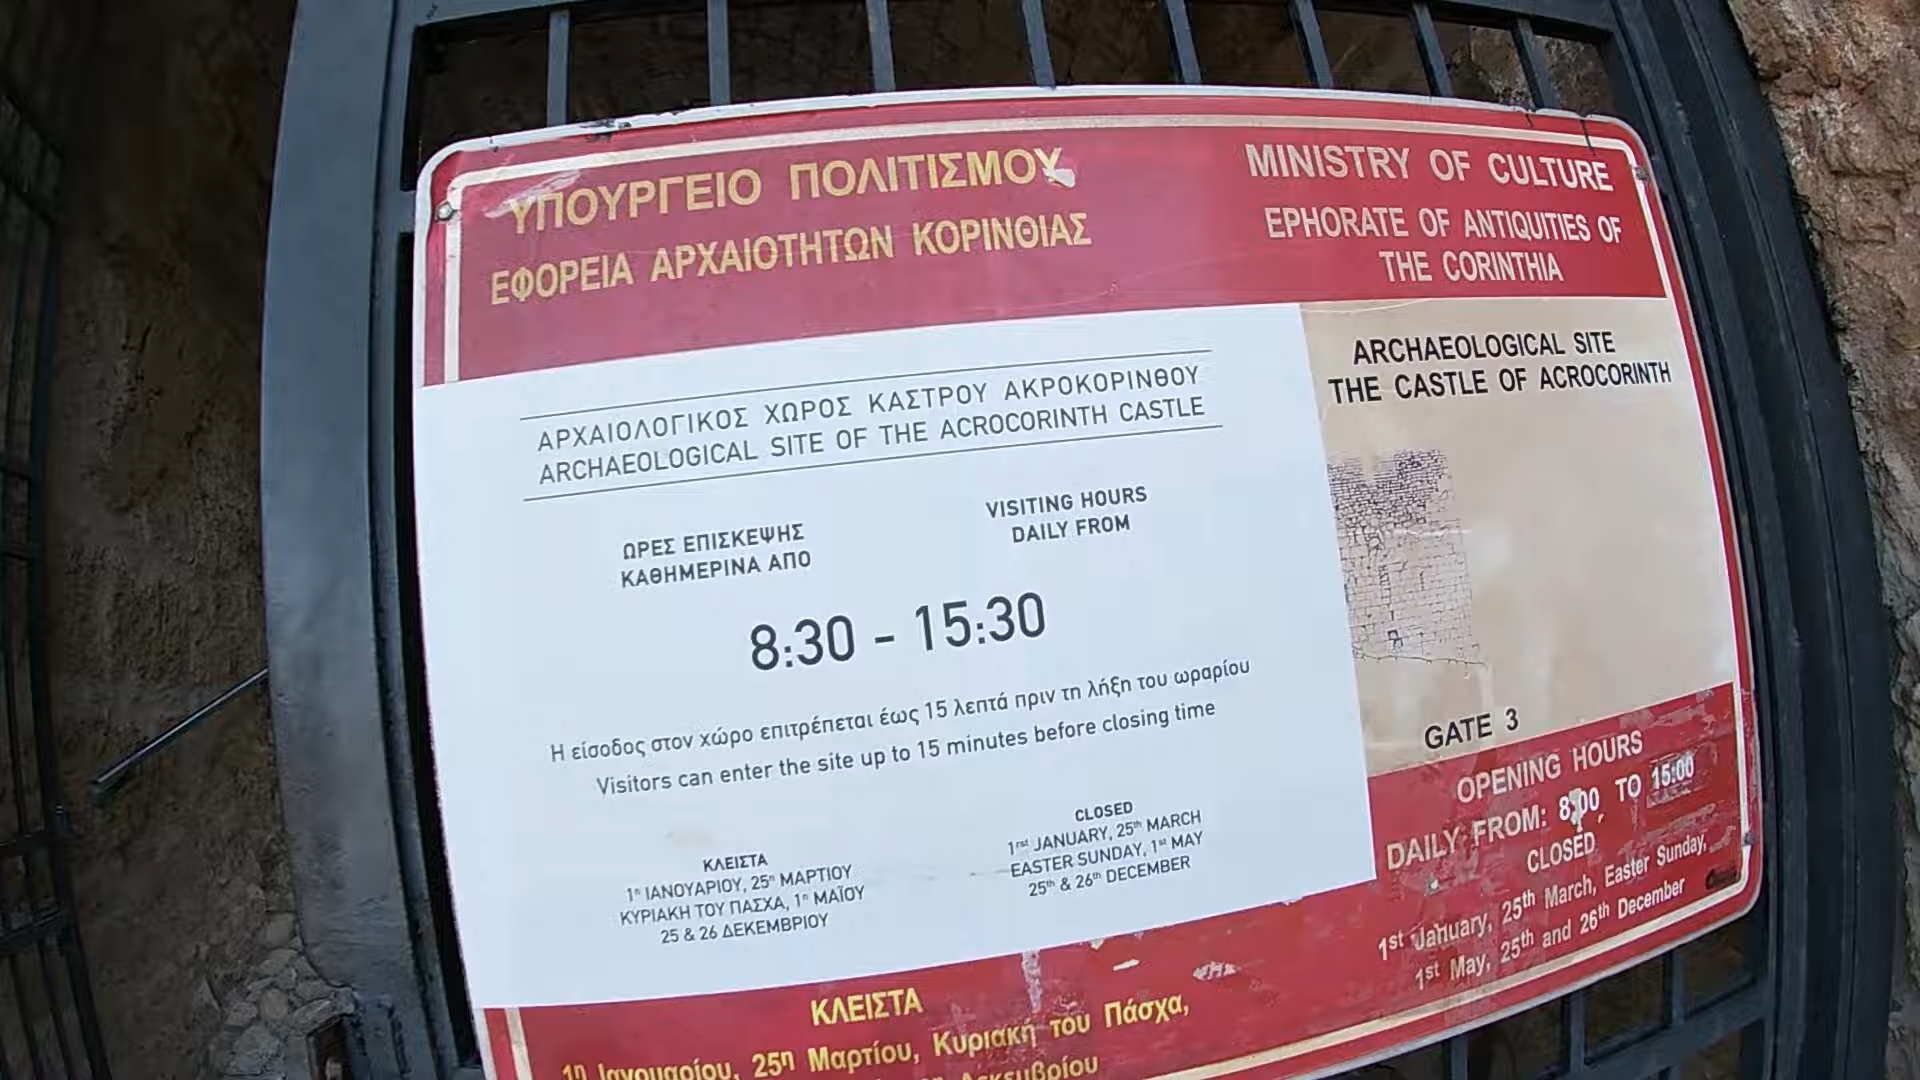 ΥΠΟΥΡΓΕΙΟ ΠΟΛΙΤΙΣΜΟΥ
ΕΦΟΡΕΙΑ ΑΡΧΑΙΟΤΗΤΩΝ ΚΟΡΙΝΘΙΑΣ
MINISTRY OF CULTURE
EPHORATE OF ANTIQUITIES OF
THE CORINTHIA
ΑΡΧΑΙΟΛΟΓΙΚΟΣ ΧΩΡΟΣ ΚΑΣΤΡΟΥ ΑΚΡΟΚΟΡΙΝΘΟΥ
ARCHAEOLOGICAL SITE OF THE ACROCORINTH CASTLE
ΩΡΕΣ ΕΠΙΣΚΕΨΗΣ
ΚΑΘΗΜΕΡΙΝΑ ΑΠΟ
VISITING HOURS
DAILY FROM
8:30 - 15:30
Η είσοδος στον χώρο επιτρέπεται έως 15 λεπτά πριν τη λήξη του ωραρίου
Visitors can enter the site up to 15 minutes before closing time
ΚΛΕΙΣΤΑ
1η ΙΑΝΟΥΑΡΙΟΥ, 25η ΜΑΡΤΙΟΥ
ΚΥΡΙΑΚΗ ΤΟΥ ΠΑΣΧΑ, 1η ΜΑΪΟΥ
25 & 26 ΔΕΚΕΜΒΡΙΟΥ
CLOSED
1rst JANUARY, 25th MARCH
EASTER SUNDAY, 1st MAY
25th & 26th DECEMBER
ARCHAEOLOGICAL SITE
THE CASTLE OF ACROCORINTH
GATE 3
OPENING HOURS
DAILY FROM: 8:00 TO 15:00
CLOSED
1st January, 25th March, Easter Sunday,
1st May, 25th and 26th December
ΚΛΕΙΣΤΑ
1η Ιανουαρίου, 25η Μαρτίου, Κυριακή του Πάσχα,
Δεκεμβρίου